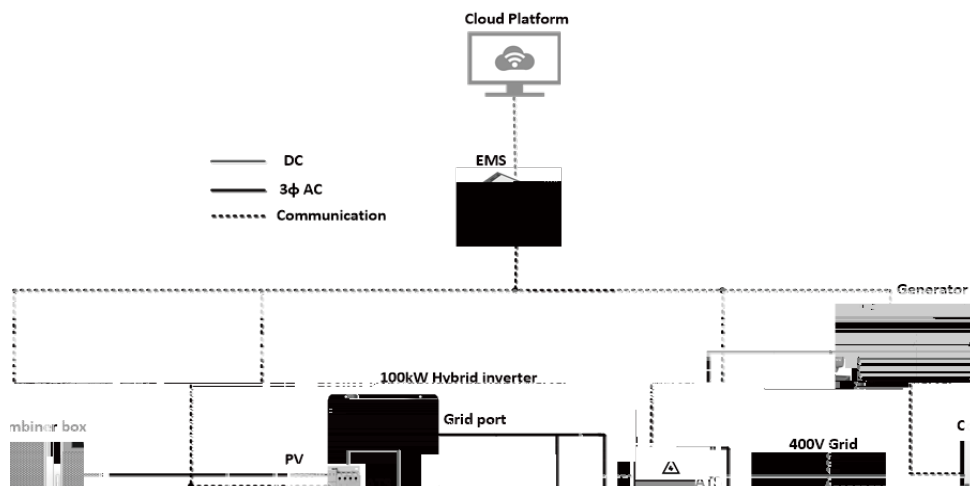 Cloud Platform
DC
EMS
3ϕ AC
Communication
Generator
100kW Hybrid inverter
Grid port
mbiner box
C
400V Grid
PV